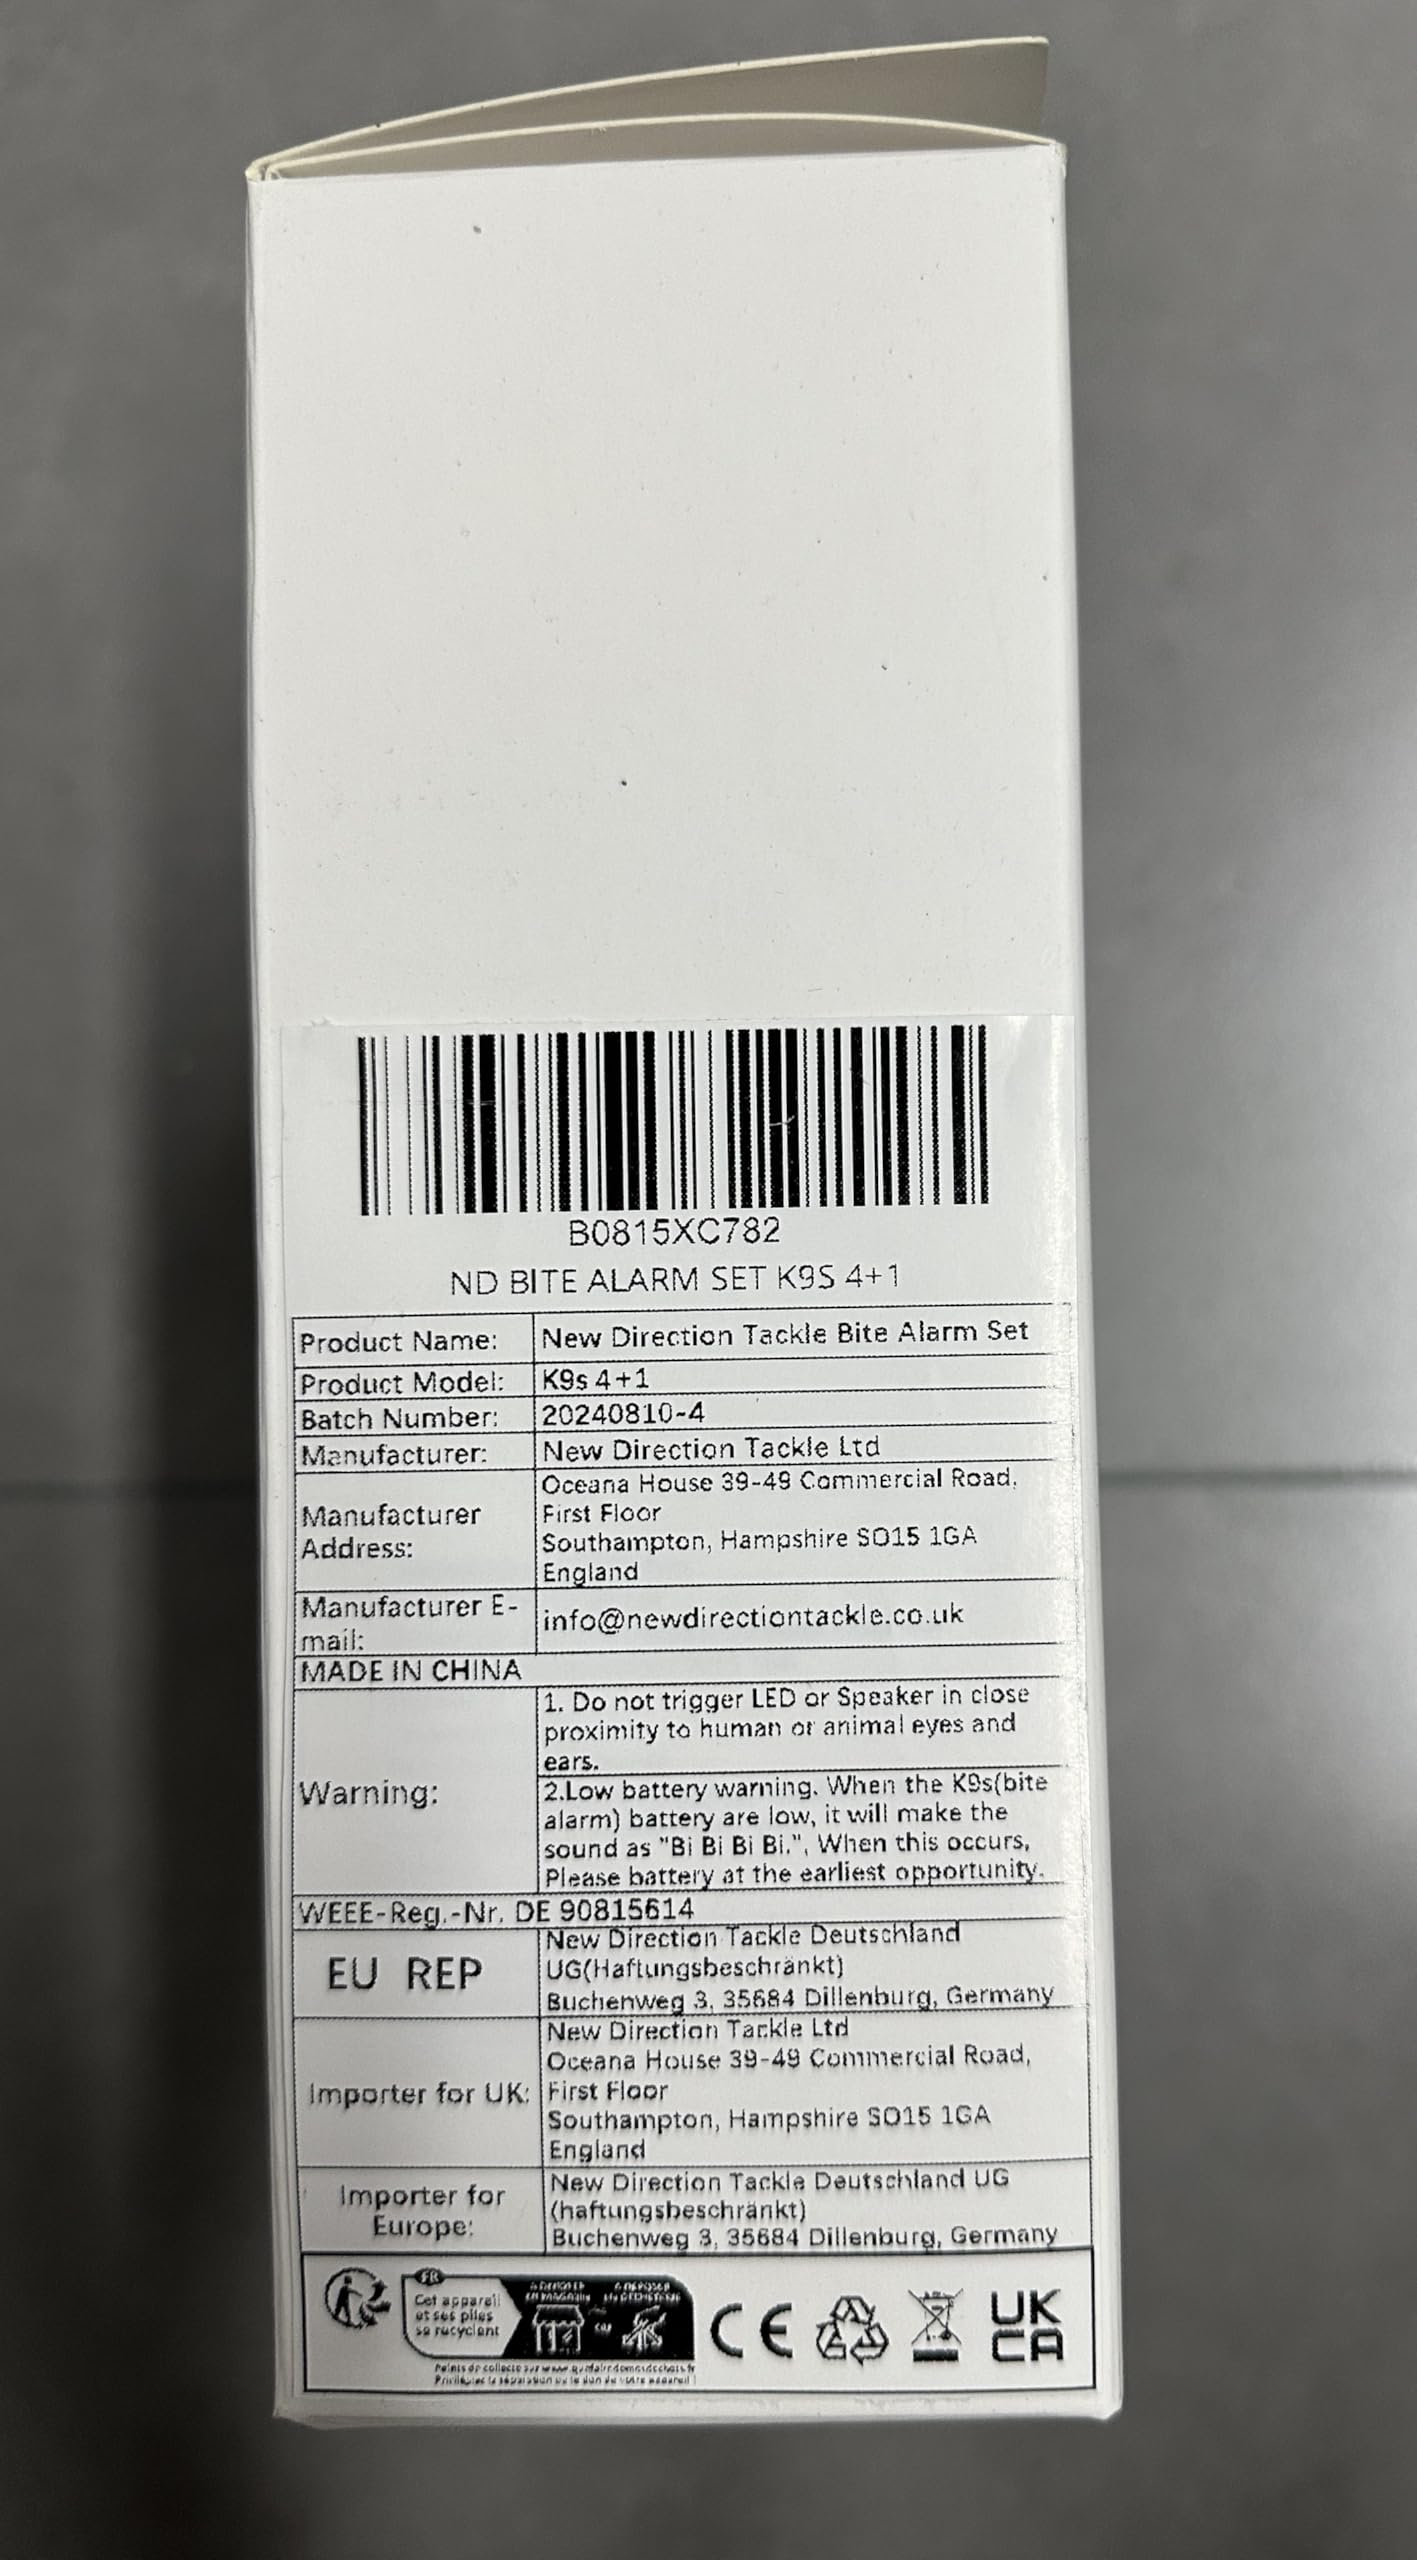 B0815XC782
ND BITE ALARM SET K9S 4+1
Product Name: New Direction Tackle Bite Alarm Set
Product Model: K9s 4+1
Batch Number: 20240810-4
Manufacturer: New Direction Tackle Ltd
Manufacturer Address:
Oceana House 39-49 Commercial Road,
First Floor
Southampton, Hampshire SO15 1GA
England
Manufacturer E-
mail:
info@newdirectiontackle.co.uk
MADE IN CHINA
Warning:
1. Do not trigger LED or Speaker in close
proximity to human or animal eyes and
ears.
2.Low battery warning. When the K9s(bite
alarm) battery are low, it will make the
sound as "Bi Bi Bi Bi.", When this occurs,
Please battery at the earliest opportunity.
WEEE-Reg.-Nr. DE 90815614
EU REP
New Direction Tackle Deutschland
UG(Haftungsbeschränkt)
Buchenweg 3, 35684 Dillenburg, Germany
Importer for UK:
New Direction Tackle Ltd
Oceana House 39-49 Commercial Road,
First Floor
Southampton, Hampshire SO15 1GA
England
Importer for
Europe:
New Direction Tackle Deutschland UG
(haftungsbeschränkt)
Buchenweg 3, 35684 Dillenburg, Germany
FR
Cet appareil
et ses piles
se recyclent
CE
UK
CA